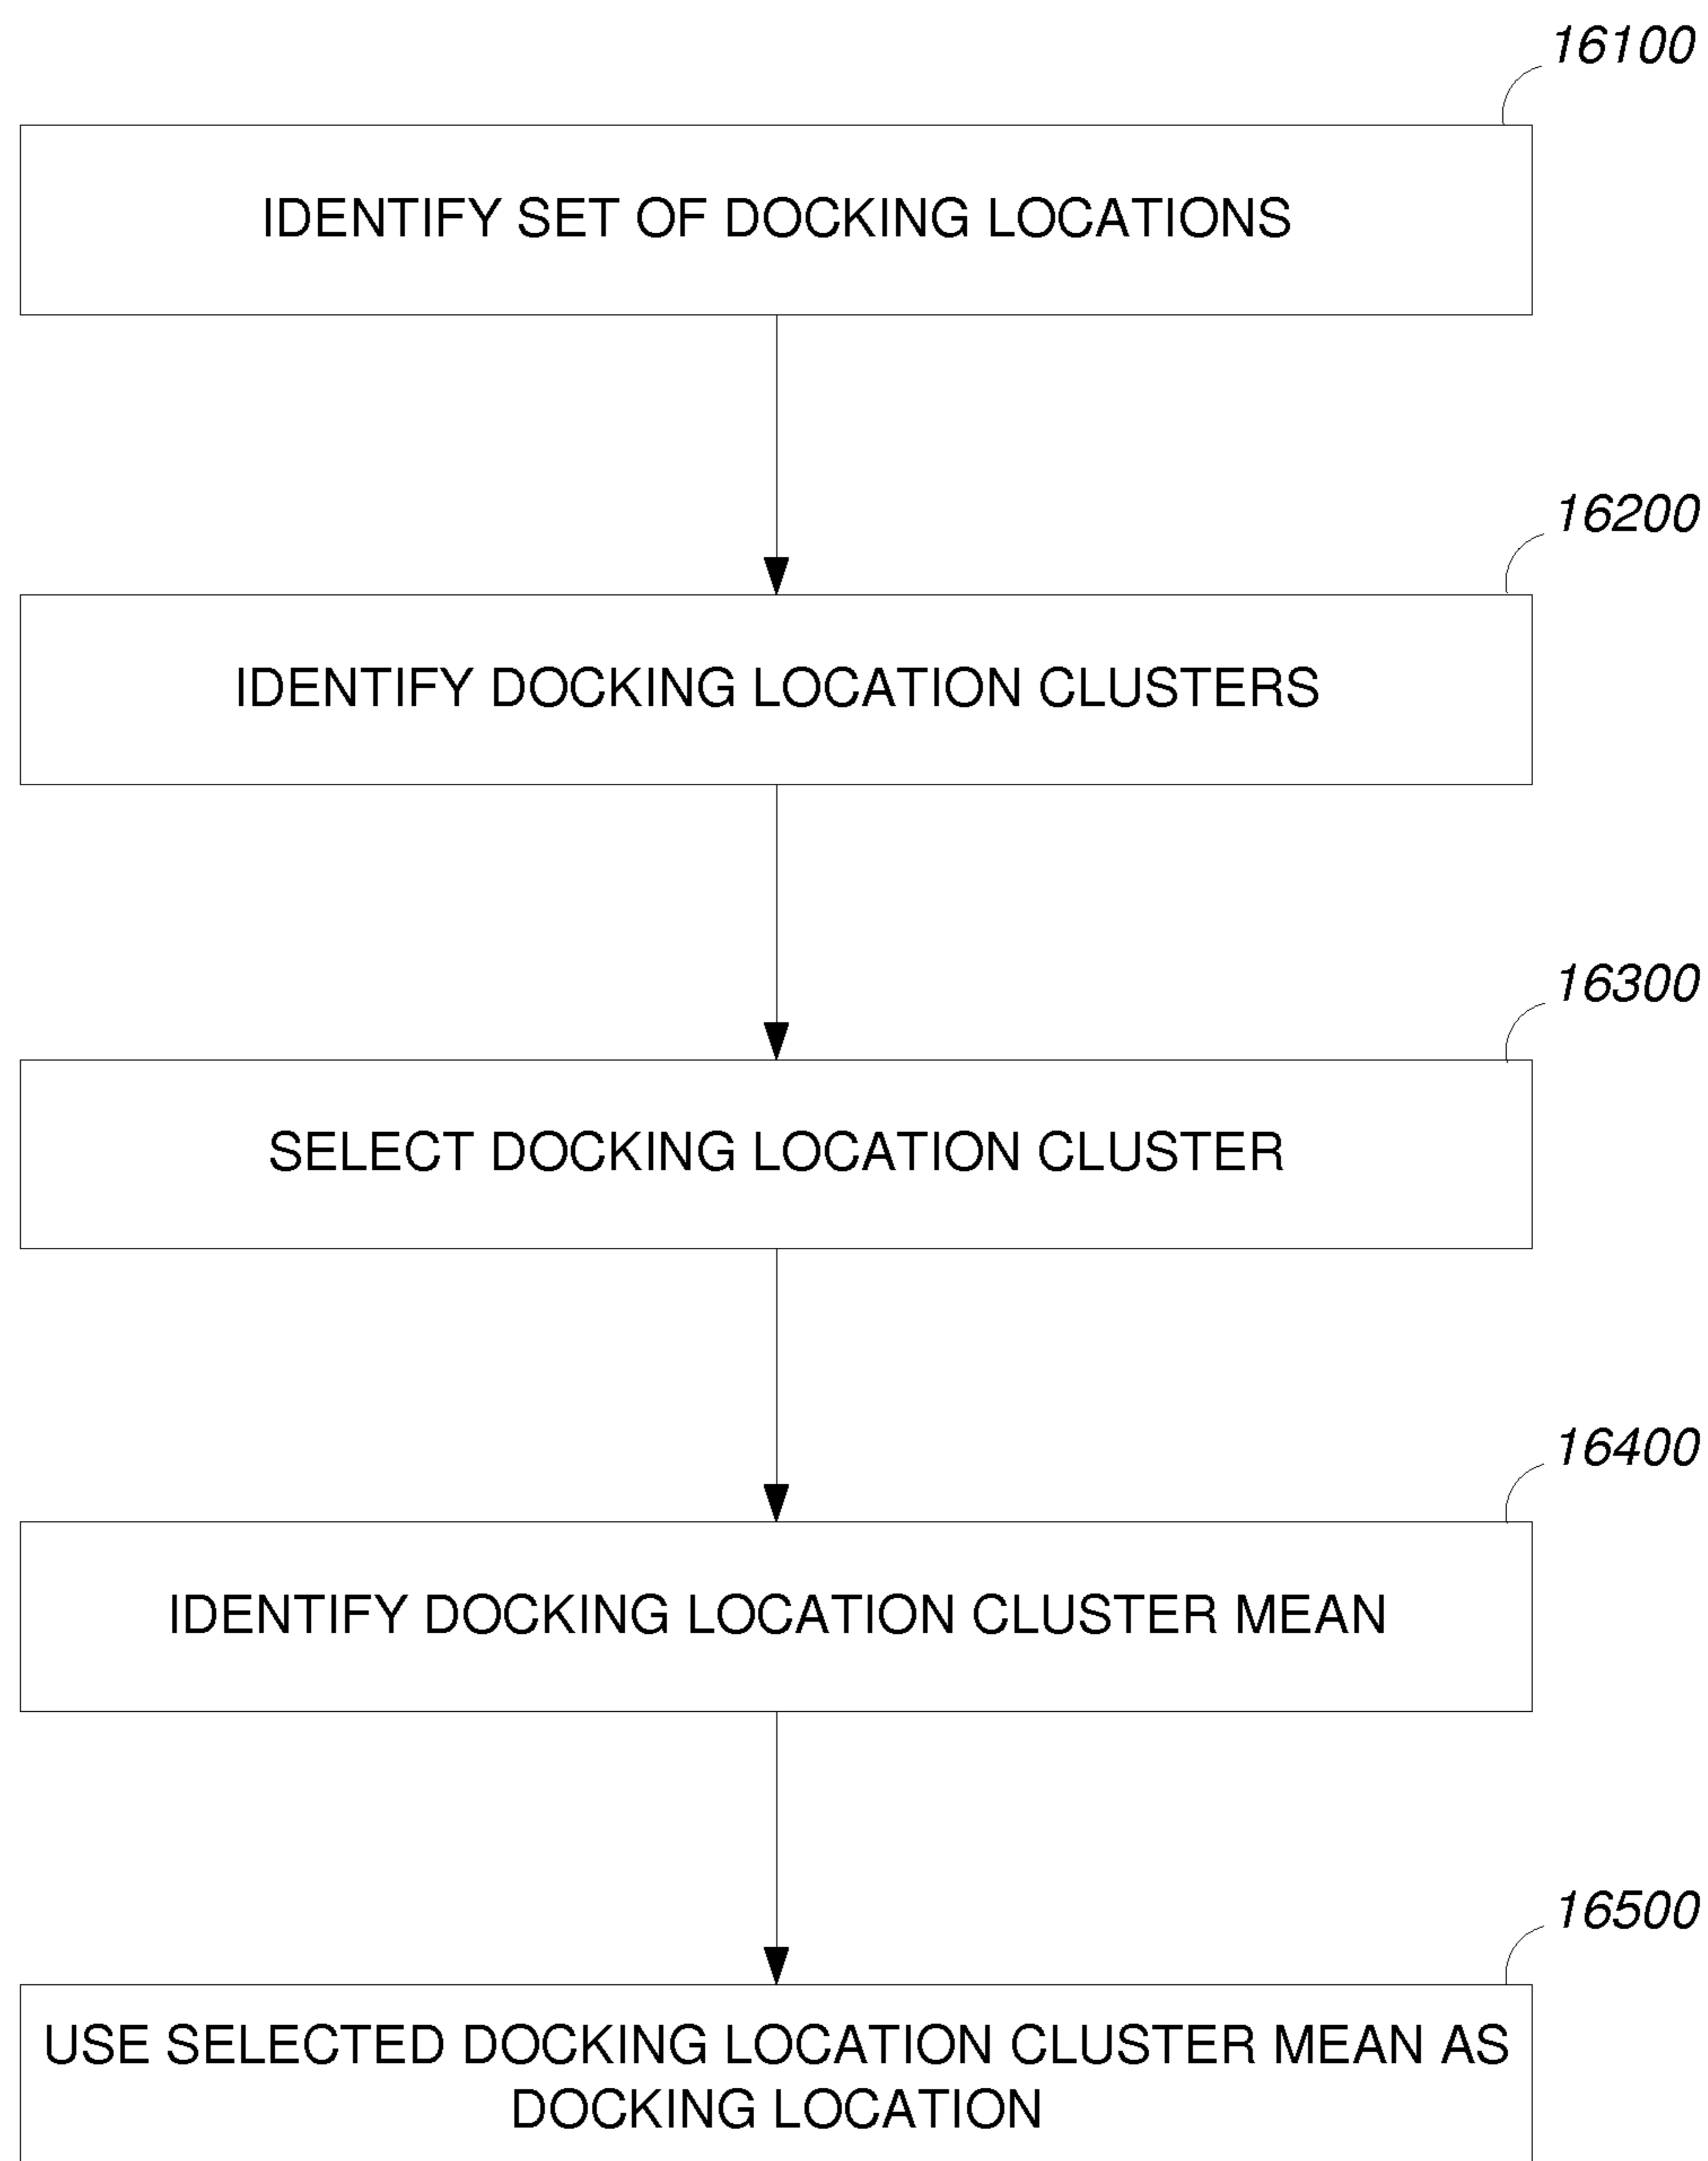 16100
IDENTIFY SET OF DOCKING LOCATIONS
16200
IDENTIFY DOCKING LOCATION CLUSTERS
16300
SELECT DOCKING LOCATION CLUSTER
16400
IDENTIFY DOCKING LOCATION CLUSTER MEAN
16500
USE SELECTED DOCKING LOCATION CLUSTER MEAN AS
DOCKING LOCATION